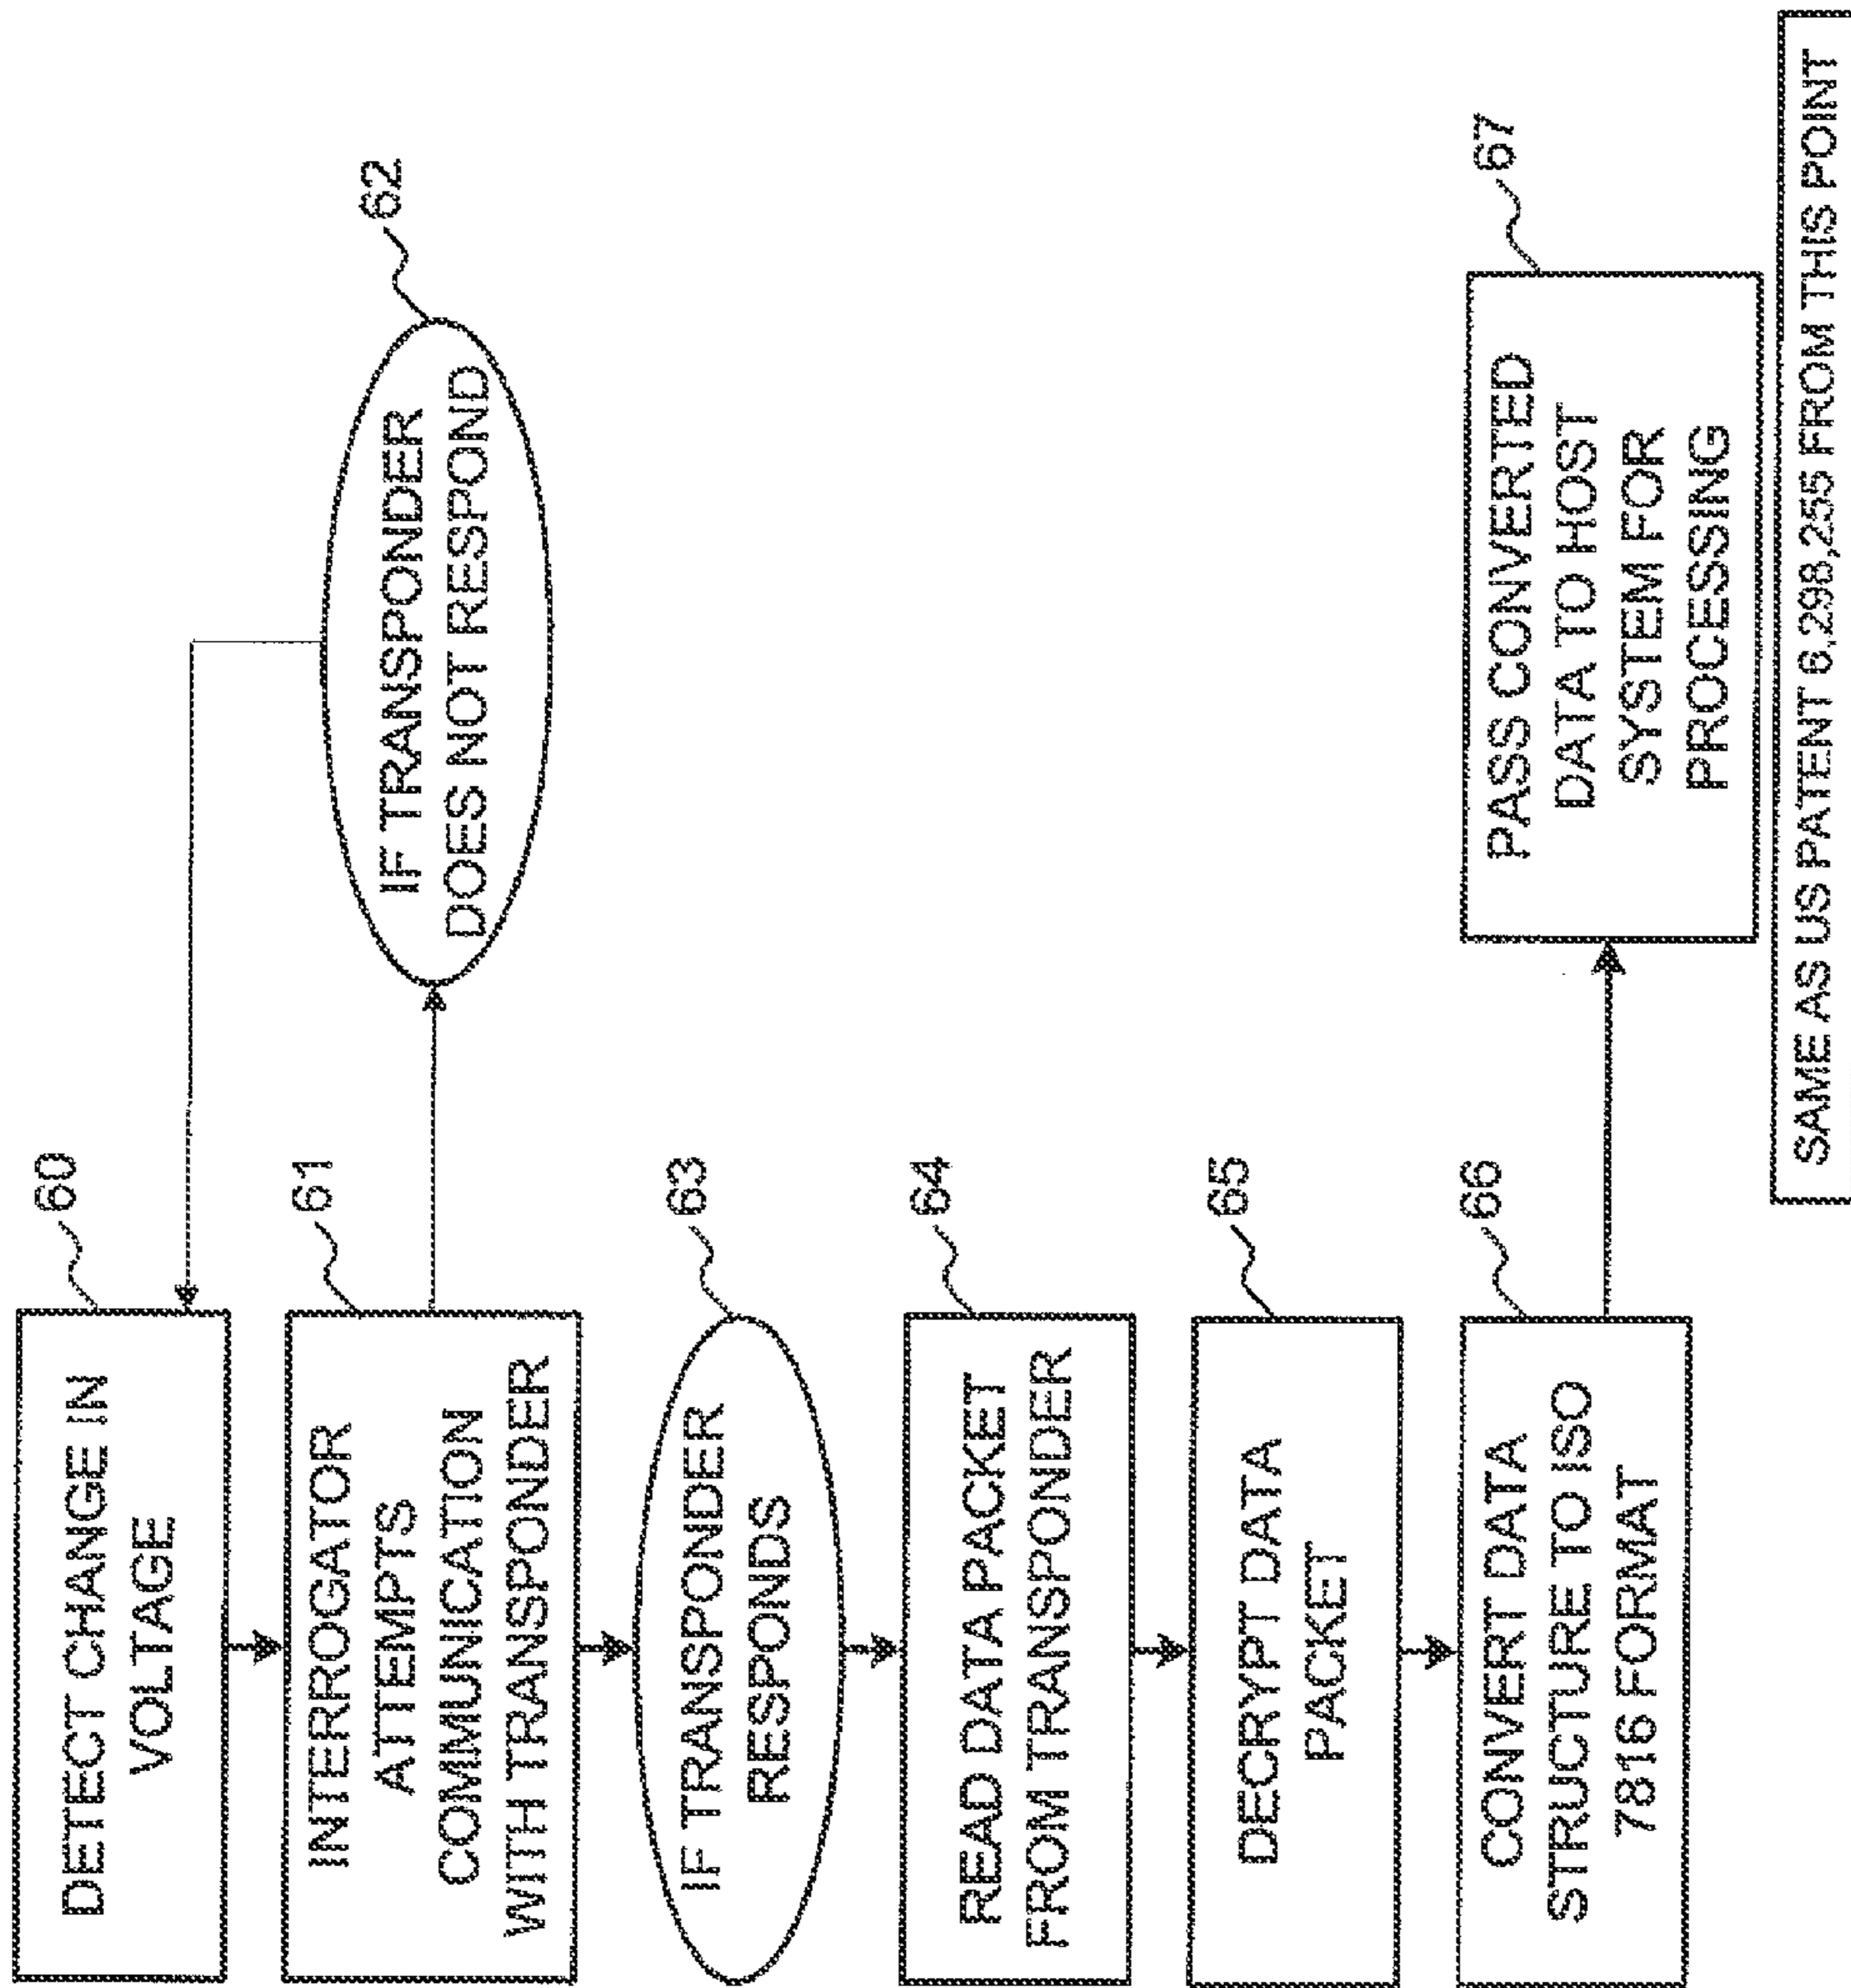 60
DETECT CHANGE IN
VOLTAGE
61
INTERROGATOR
ATTEMPTS
COMMUNICATION
WITH TRANSPONDER
62
IF TRANSPONDER
DOES NOT RESPOND
63
IF TRANSPONDER
RESPONDS
64
READ DATA PACKET
FROM TRANSPONDER
65
DECRYPT DATA
PACKET
66
CONVERT DATA
STRUCTURE TO ISO
7816 FORMAT
67
PASS CONVERTED
DATA TO HOST
SYSTEM FOR
PROCESSING
SAME AS US PATENT 6,298,255 FROM THIS POINT